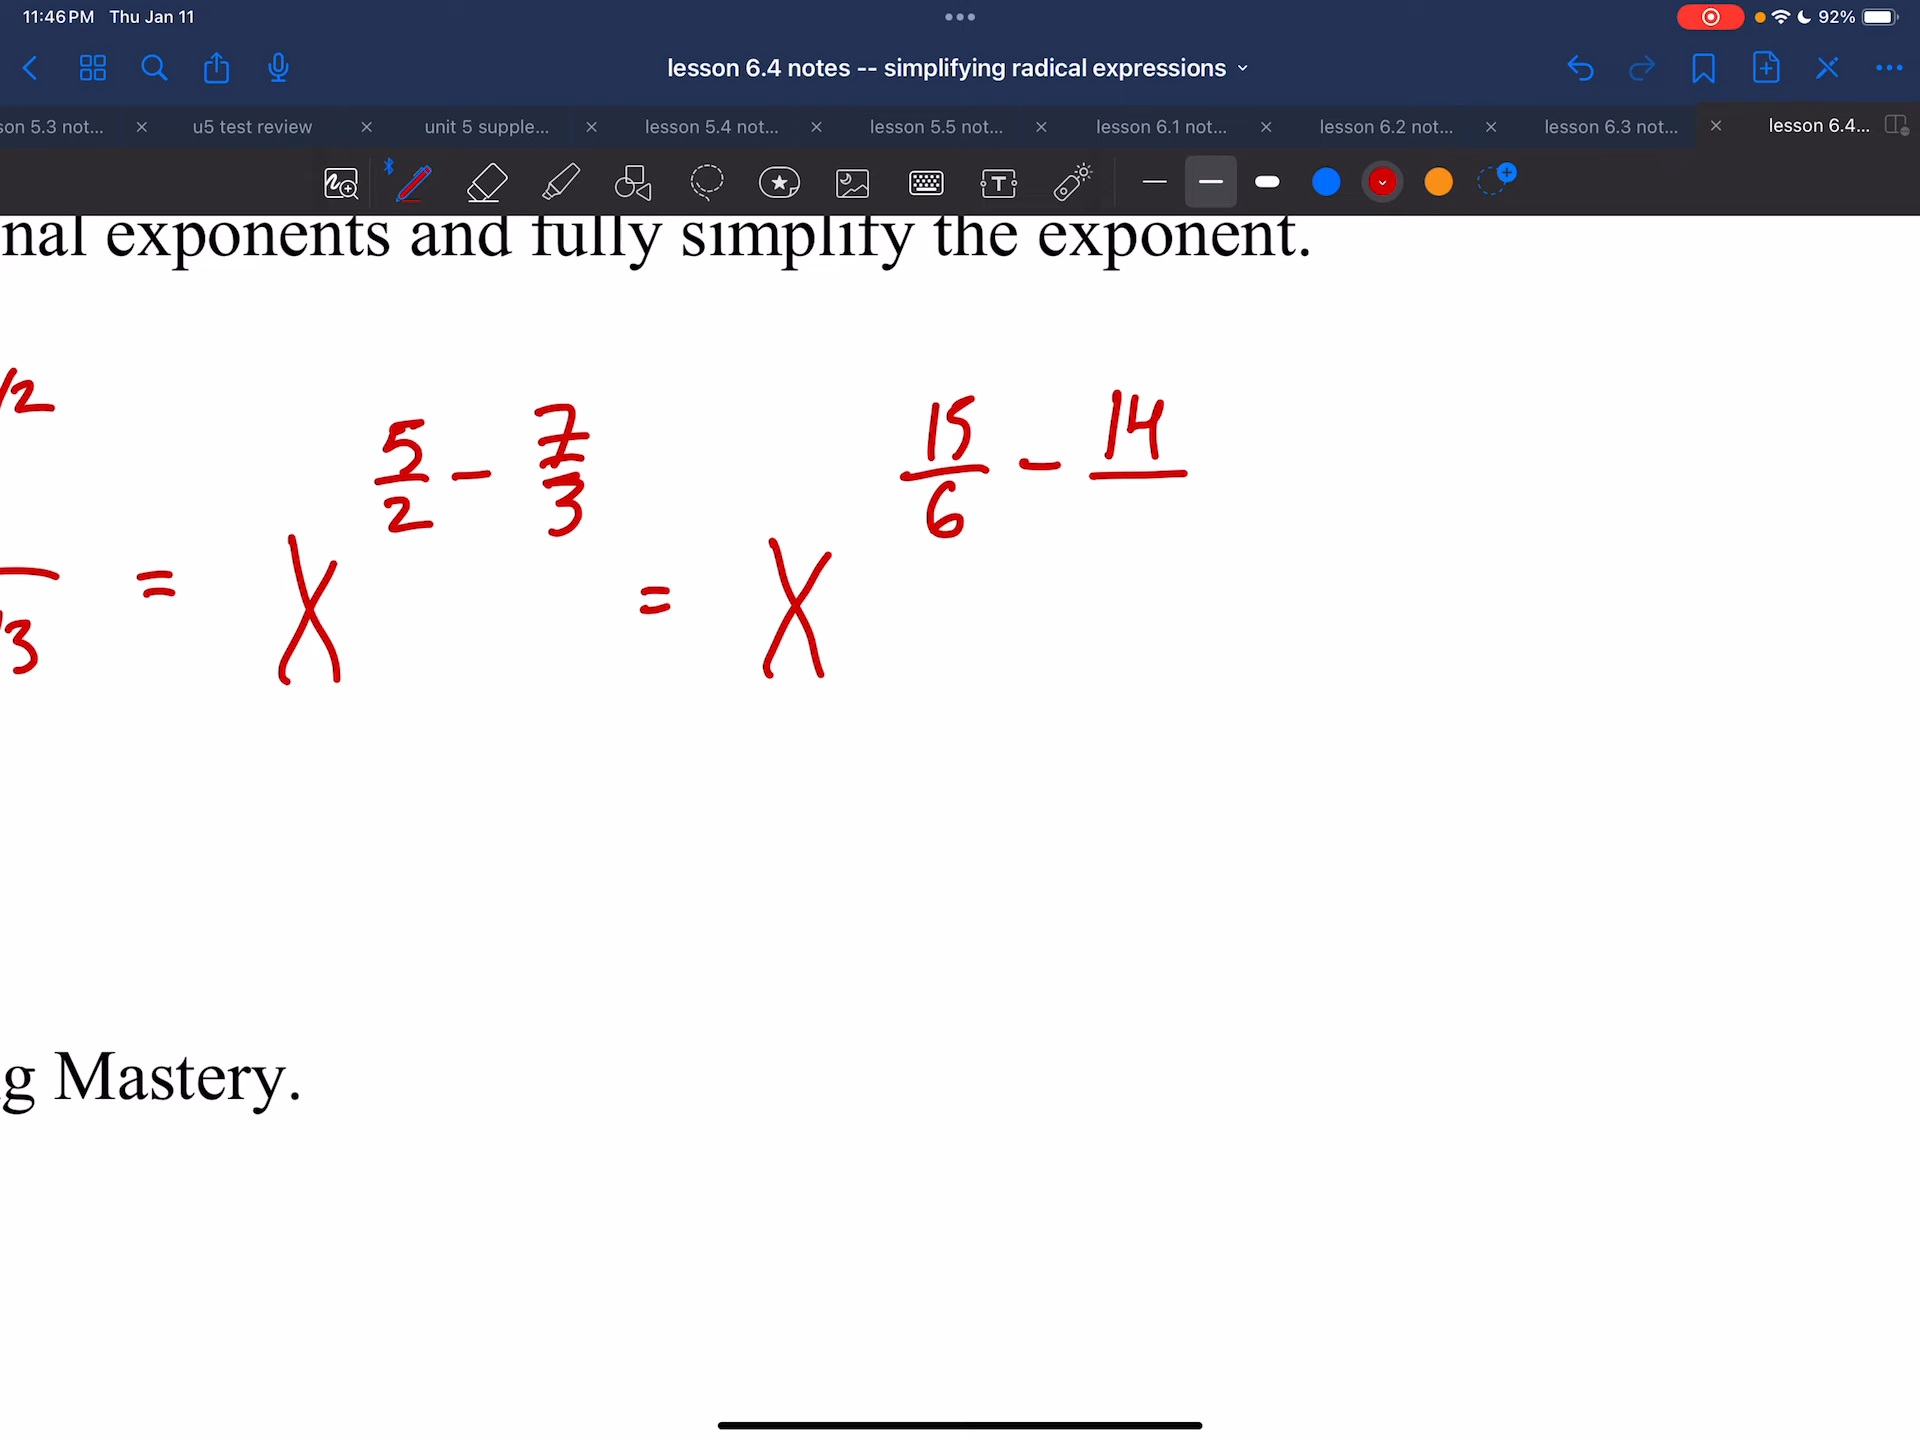 11:46 PM Thu Jan 11
92%
lesson 6.4 notes -- simplifying radical expressions
son 5.3 not... u5 test review unit 5 supple... lesson 5.4 not... lesson 5.5 not... lesson 6.1 not... lesson 6.2 not... lesson 6.3 not... lesson 6.4...
T
nal exponents and fully simplify the exponent.
/2
/3 = X^(5/2 - 7/3) = X^(15/6 - 14/
g Mastery.